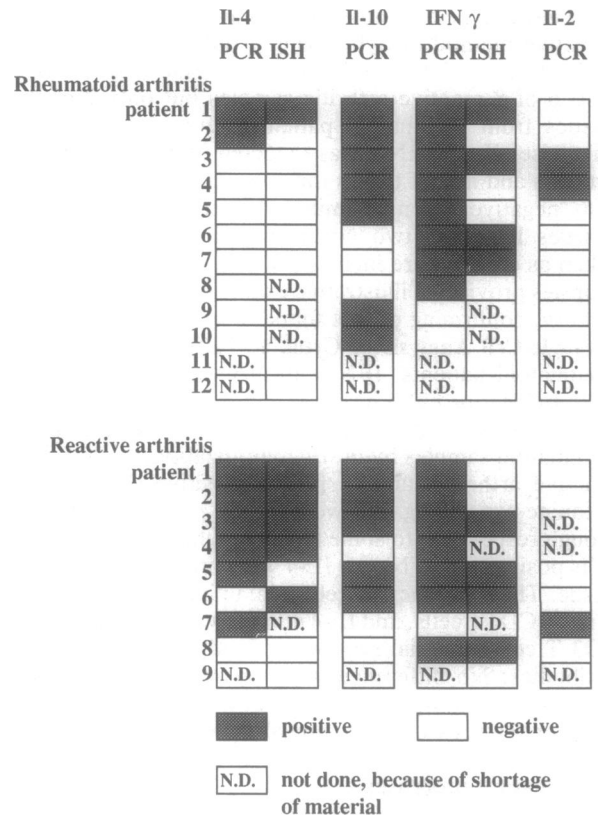 Il-4 Il-10 IFN γ Il-2
PCR ISH PCR PCR ISH PCR
Rheumatoid arthritis
patient 1
2
3
4
5
6
7
8 N.D.
9 N.D. N.D.
10 N.D. N.D.
11 N.D. N.D. N.D. N.D.
12 N.D. N.D. N.D. N.D.
Reactive arthritis
patient 1
2
3 N.D.
4 N.D. N.D.
5
6
7 N.D. N.D.
8
9 N.D. N.D. N.D. N.D.
positive negative
N.D. not done, because of shortage
of material